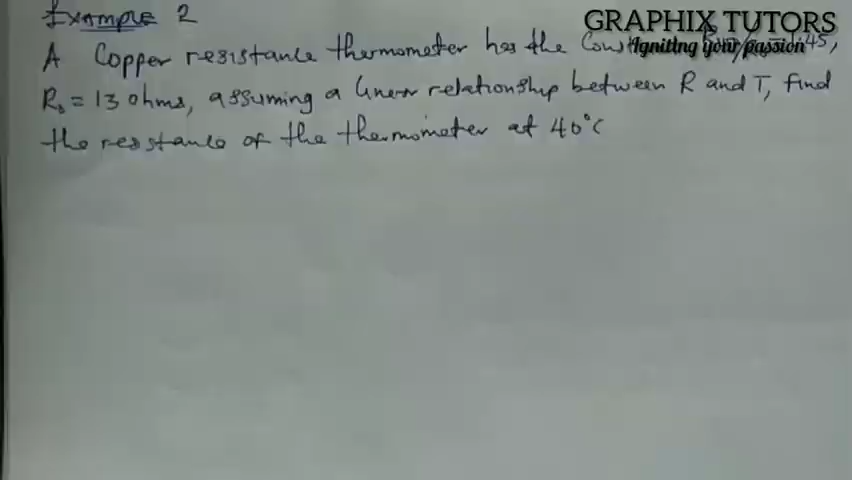 Example 2
GRAPHIX TUTORS
Igniting your passion
A Copper resistance thermometer has the
R₀ = 13 ohms, assuming a linear relationship between R and T, find
the resistance of the thermometer at 40°C